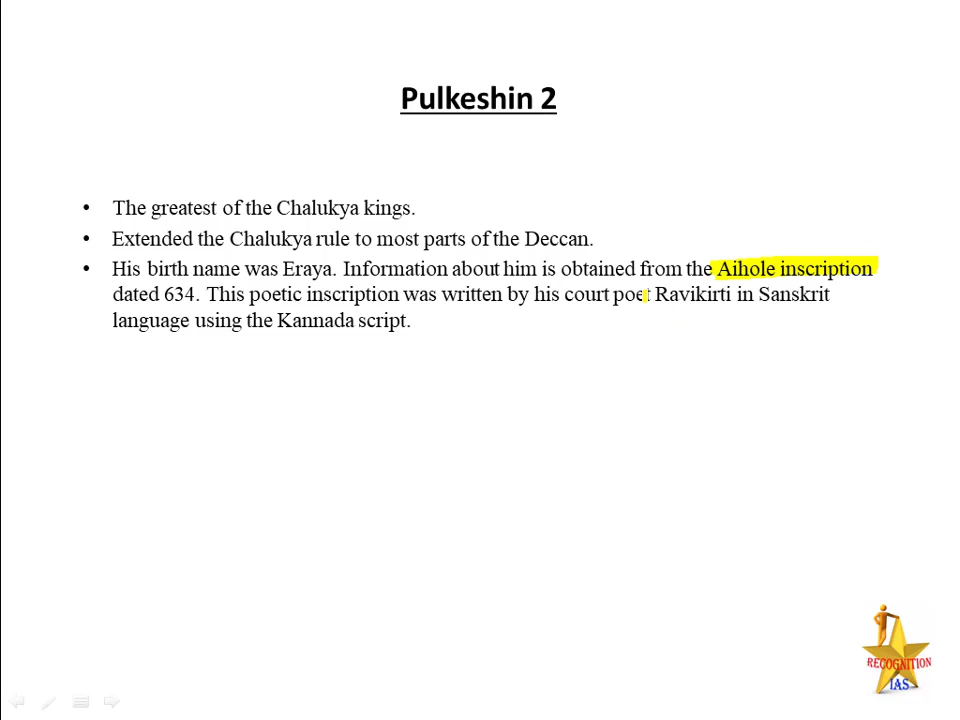 Pulkeshin 2
• The greatest of the Chalukya kings.
• Extended the Chalukya rule to most parts of the Deccan.
• His birth name was Eraya. Information about him is obtained from the Aihole inscription
dated 634. This poetic inscription was written by his court poet Ravikirti in Sanskrit
language using the Kannada script.
RECOGNITION
IAS